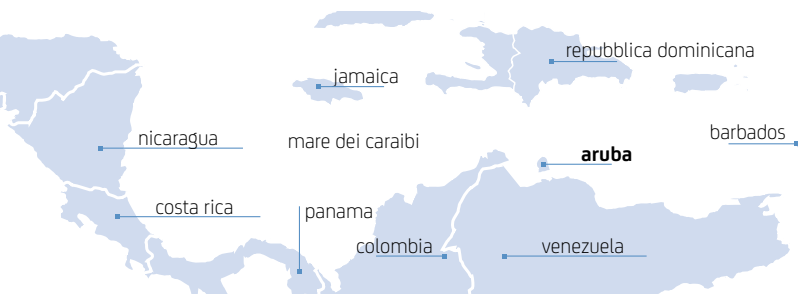 repubblica dominicana
jamaica
barbados
nicaragua
mare dei caraibi
aruba
costa rica
panama
colombia
venezuela